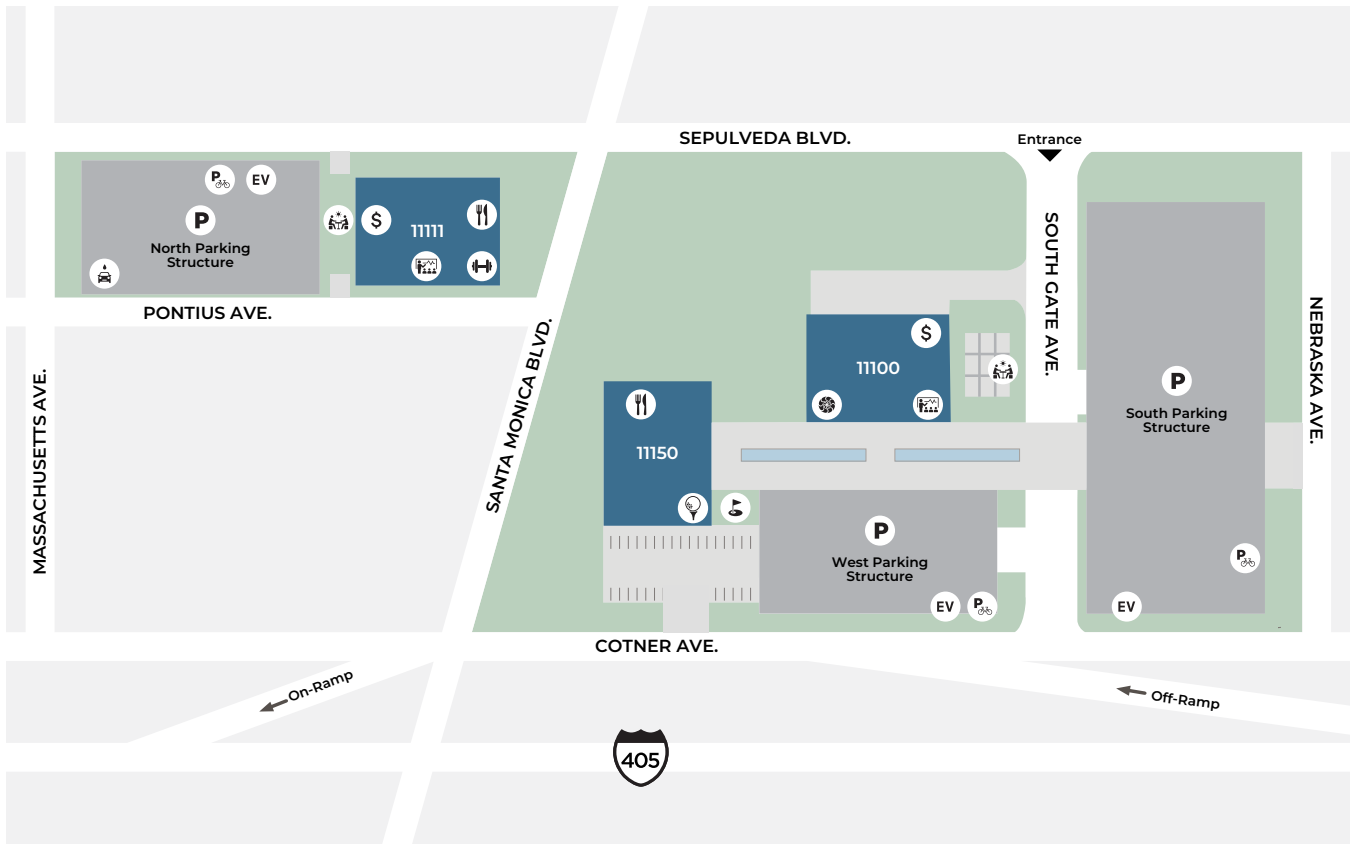 SEPULVEDA BLVD.
Entrance
P
EV
P
North Parking
Structure
$
11111
PONTIUS AVE.
MASSACHUSETTS AVE.
SANTA MONICA BLVD.
SOUTH GATE AVE.
NEBRASKA AVE.
$
11100
11150
P
South Parking
Structure
P
West Parking
Structure
EV
P
P
EV
COTNER AVE.
On-Ramp
Off-Ramp
405